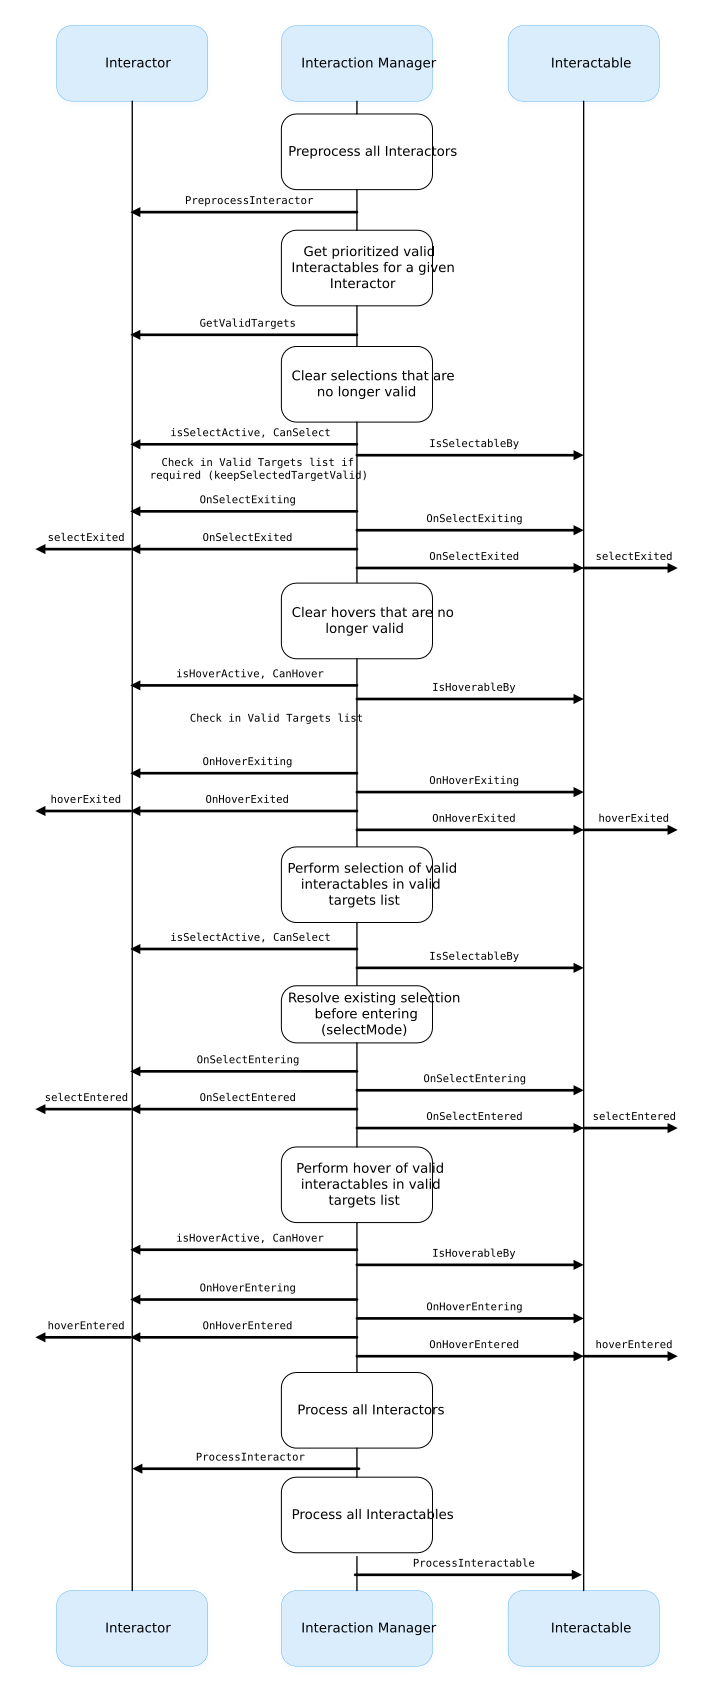 Interactor
Interaction Manager
Interactable
Preprocess all Interactors
PreprocessInteractor
Get prioritized valid
Interactables for a given
Interactor
GetValidTargets
Clear selections that are
no longer valid
isSelectActive, CanSelect
IsSelectableBy
Check in Valid Targets list if
required (keepSelectedTargetValid)
OnSelectExiting
OnSelectExiting
selectExited
OnSelectExited
OnSelectExited
selectExited
Clear hovers that are no
longer valid
isHoverActive, CanHover
IsHoverableBy
Check in Valid Targets list
OnHoverExiting
OnHoverExiting
hoverExited
OnHoverExited
OnHoverExited
hoverExited
Perform selection of valid
interactables in valid
targets list
isSelectActive, CanSelect
IsSelectableBy
Resolve existing selection
before entering
(selectMode)
OnSelectEntering
OnSelectEntering
selectEntered
OnSelectEntered
OnSelectEntered
selectEntered
Perform hover of valid
interactables in valid
targets list
isHoverActive, CanHover
IsHoverableBy
OnHoverEntering
OnHoverEntering
hoverEntered
OnHoverEntered
OnHoverEntered
hoverEntered
Process all Interactors
ProcessInteractor
Process all Interactables
ProcessInteractable
Interactor
Interaction Manager
Interactable